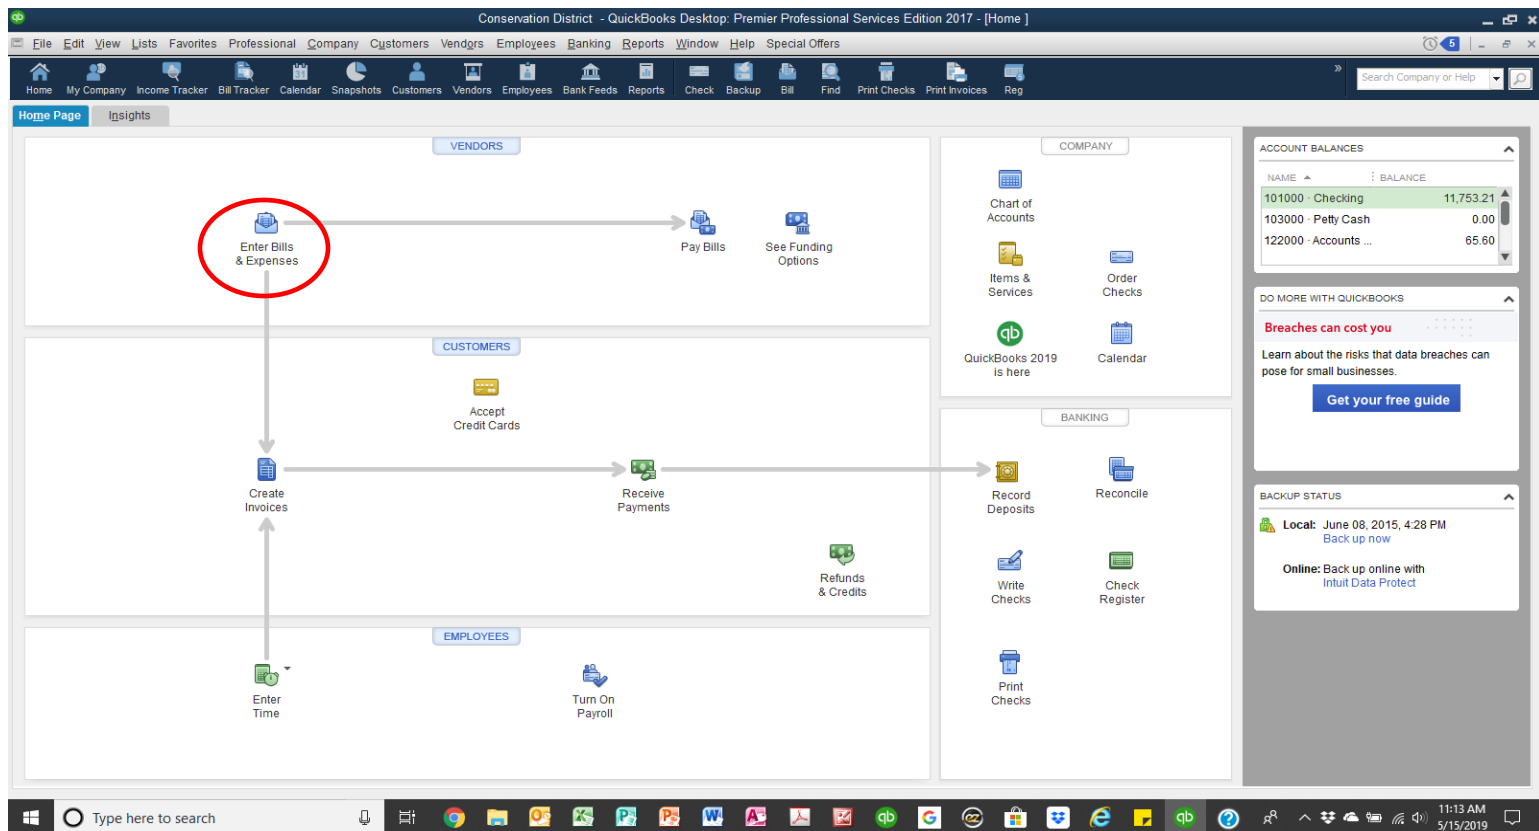 qb
Conservation District - QuickBooks Desktop: Premier Professional Services Edition 2017 - [Home ]
File Edit View Lists Favorites Professional Company Customers Vendors Employees Banking Reports Window Help Special Offers
5
31
Home My Company Income Tracker Bill Tracker Calendar Snapshots Customers Vendors Employees Bank Feeds Reports Check Backup Bill Find Print Checks Print Invoices Reg
Search Company or Help
Home Page Insights
VENDORS
Enter Bills
& Expenses
Pay Bills
See Funding
Options
CUSTOMERS
Accept
Credit Cards
Create
Invoices
Receive
Payments
Refunds
& Credits
EMPLOYEES
Enter
Time
Turn On
Payroll
COMPANY
Chart of
Accounts
Items &
Services
Order
Checks
qb
QuickBooks 2019
is here
Calendar
BANKING
Record
Deposits
Reconcile
Write
Checks
Check
Register
Print
Checks
ACCOUNT BALANCES
NAME BALANCE
101000 · Checking 11,753.21
103000 · Petty Cash 0.00
122000 · Accounts ... 65.60
DO MORE WITH QUICKBOOKS
Breaches can cost you
Learn about the risks that data breaches can
pose for small businesses.
Get your free guide
BACKUP STATUS
Local: June 08, 2015, 4:28 PM
Back up now
Online: Back up online with
Intuit Data Protect
Type here to search
11:13 AM
5/15/2019